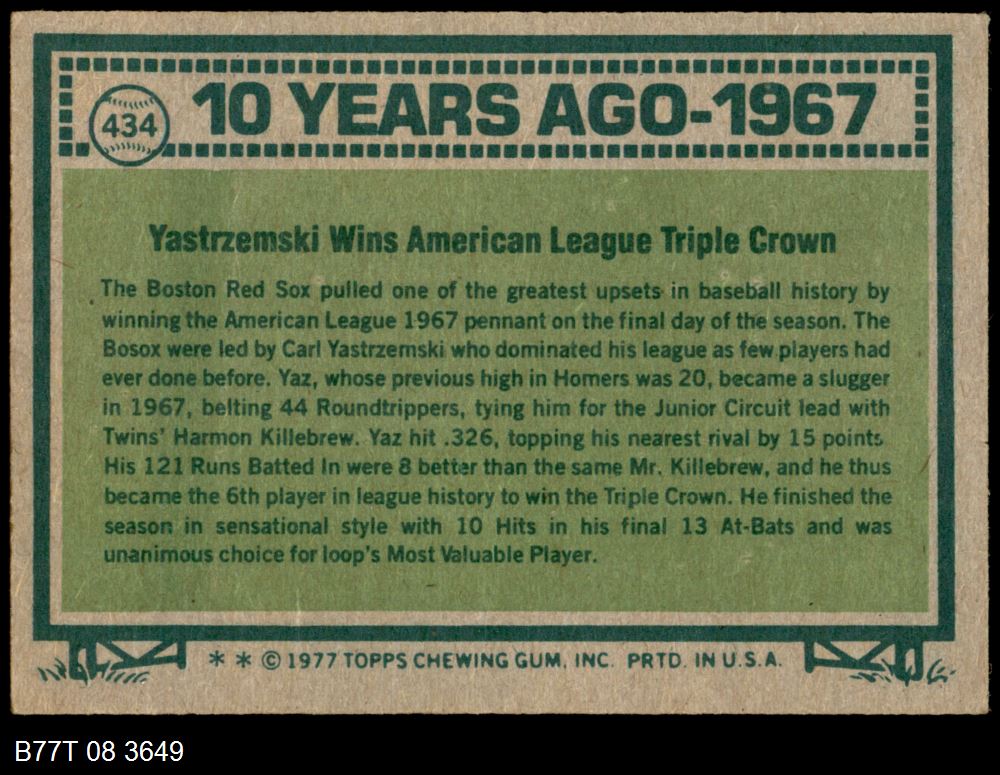 434
10 YEARS AGO-1967
Yastrzemski Wins American League Triple Crown
The Boston Red Sox pulled one of the greatest upsets in baseball history by
winning the American League 1967 pennant on the final day of the season. The
Bosox were led by Carl Yastrzemski who dominated his league as few players had
ever done before. Yaz, whose previous high in Homers was 20, became a slugger
in 1967, belting 44 Roundtrippers, tying him for the Junior Circuit lead with
Twins' Harmon Killebrew. Yaz hit .326, topping his nearest rival by 15 points
His 121 Runs Batted In were 8 better than the same Mr. Killebrew, and he thus
became the 6th player in league history to win the Triple Crown. He finished the
season in sensational style with 10 Hits in his final 13 At-Bats and was
unanimous choice for loop's Most Valuable Player.
* * © 1977 TOPPS CHEWING GUM, INC. PRTD. IN U.S.A.
B77T 08 3649